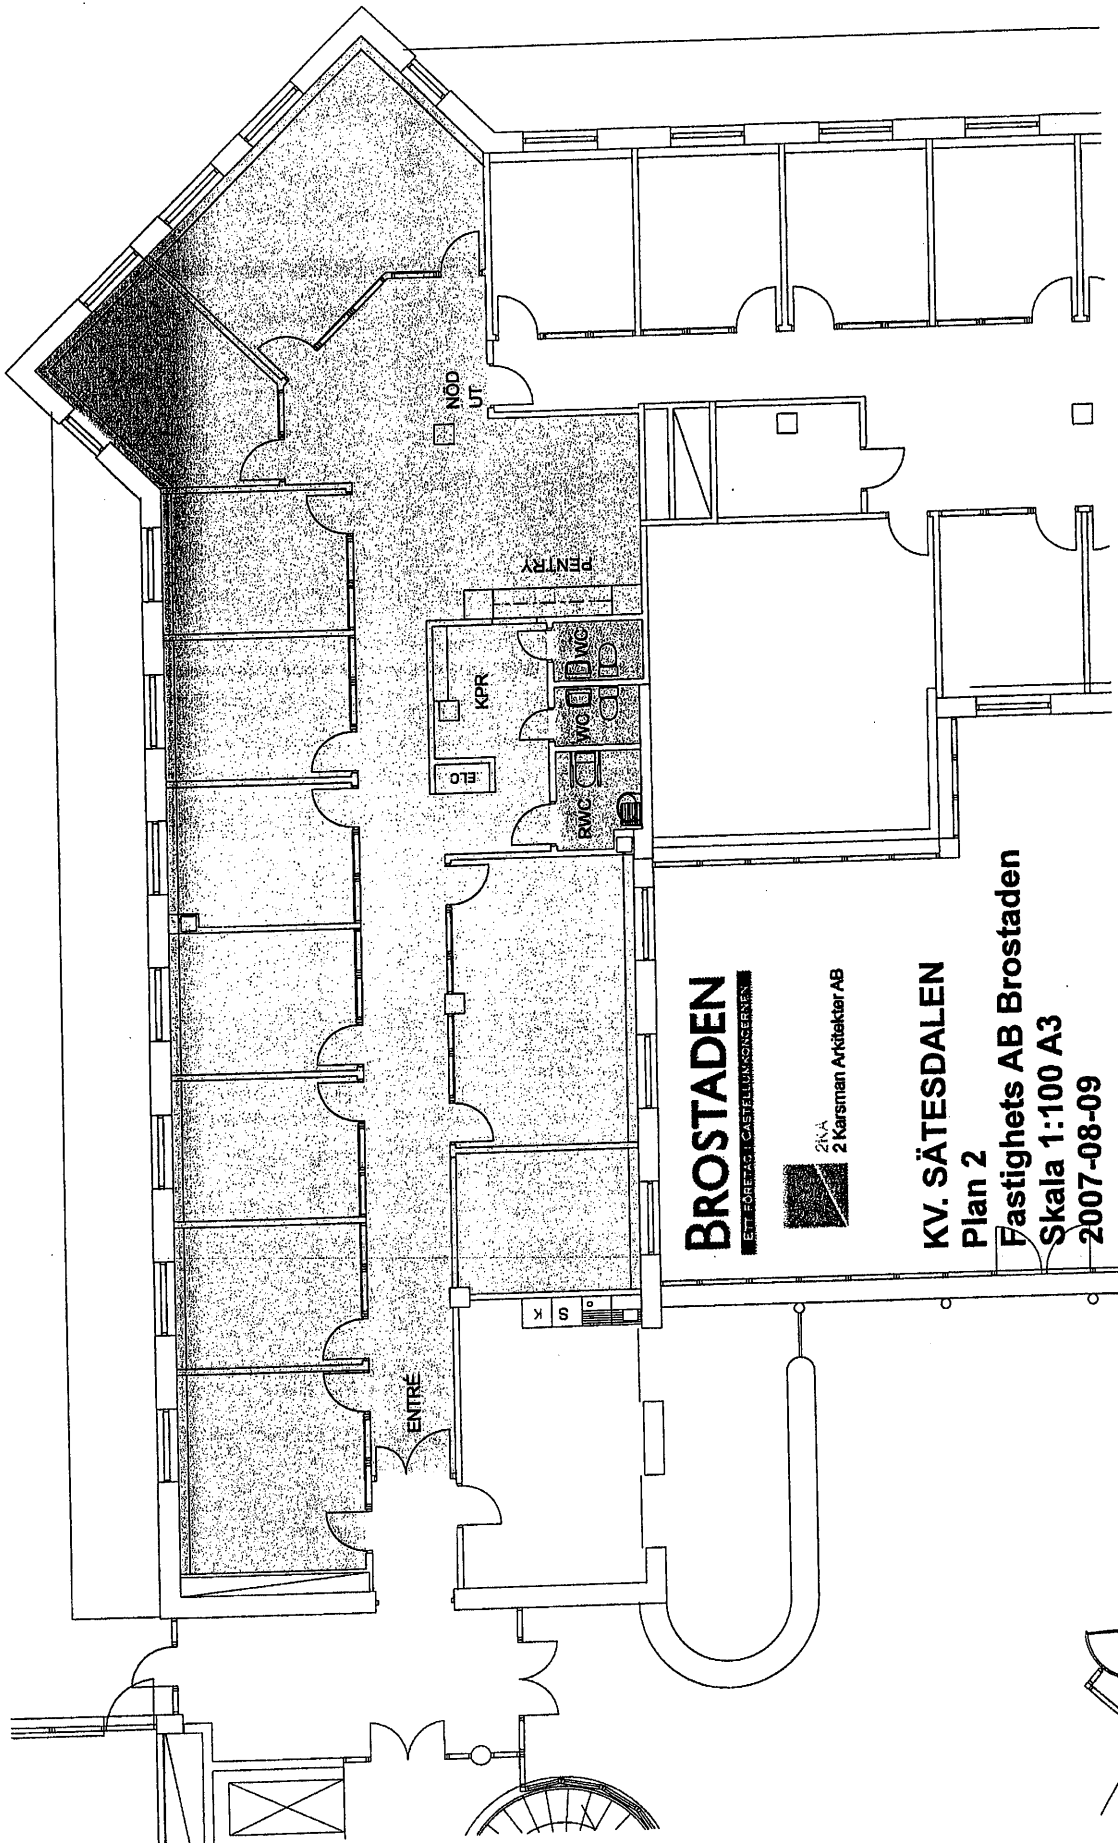 NÖD
UT
PENTRY
KPR
WC
WC
ELC
RWC
ENTRÉ
K
S
BROSTADEN
ETT FÖRETAG I CASTELLUMKONCERNEN
2KA
2 Karsman Arkitekter AB
KV. SÄTESDALEN
Plan 2
Fastighets AB Brostaden
Skala 1:100 A3
2007-08-09